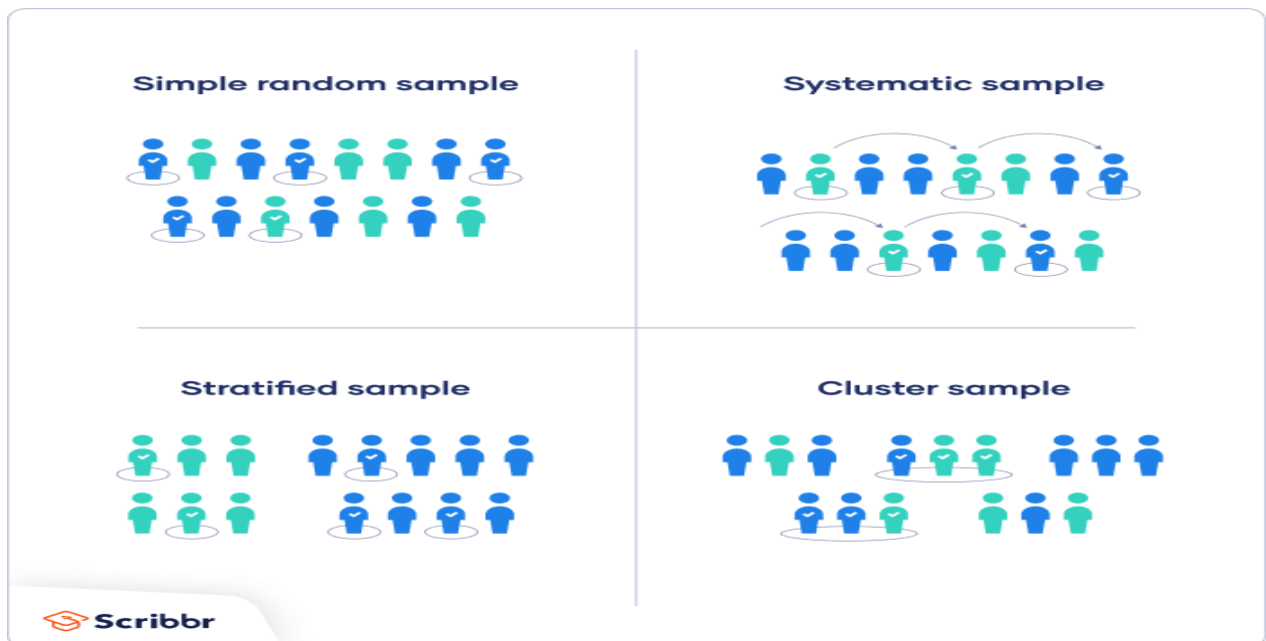 Simple random sample
Systematic sample
Stratified sample
Cluster sample
Scribbr